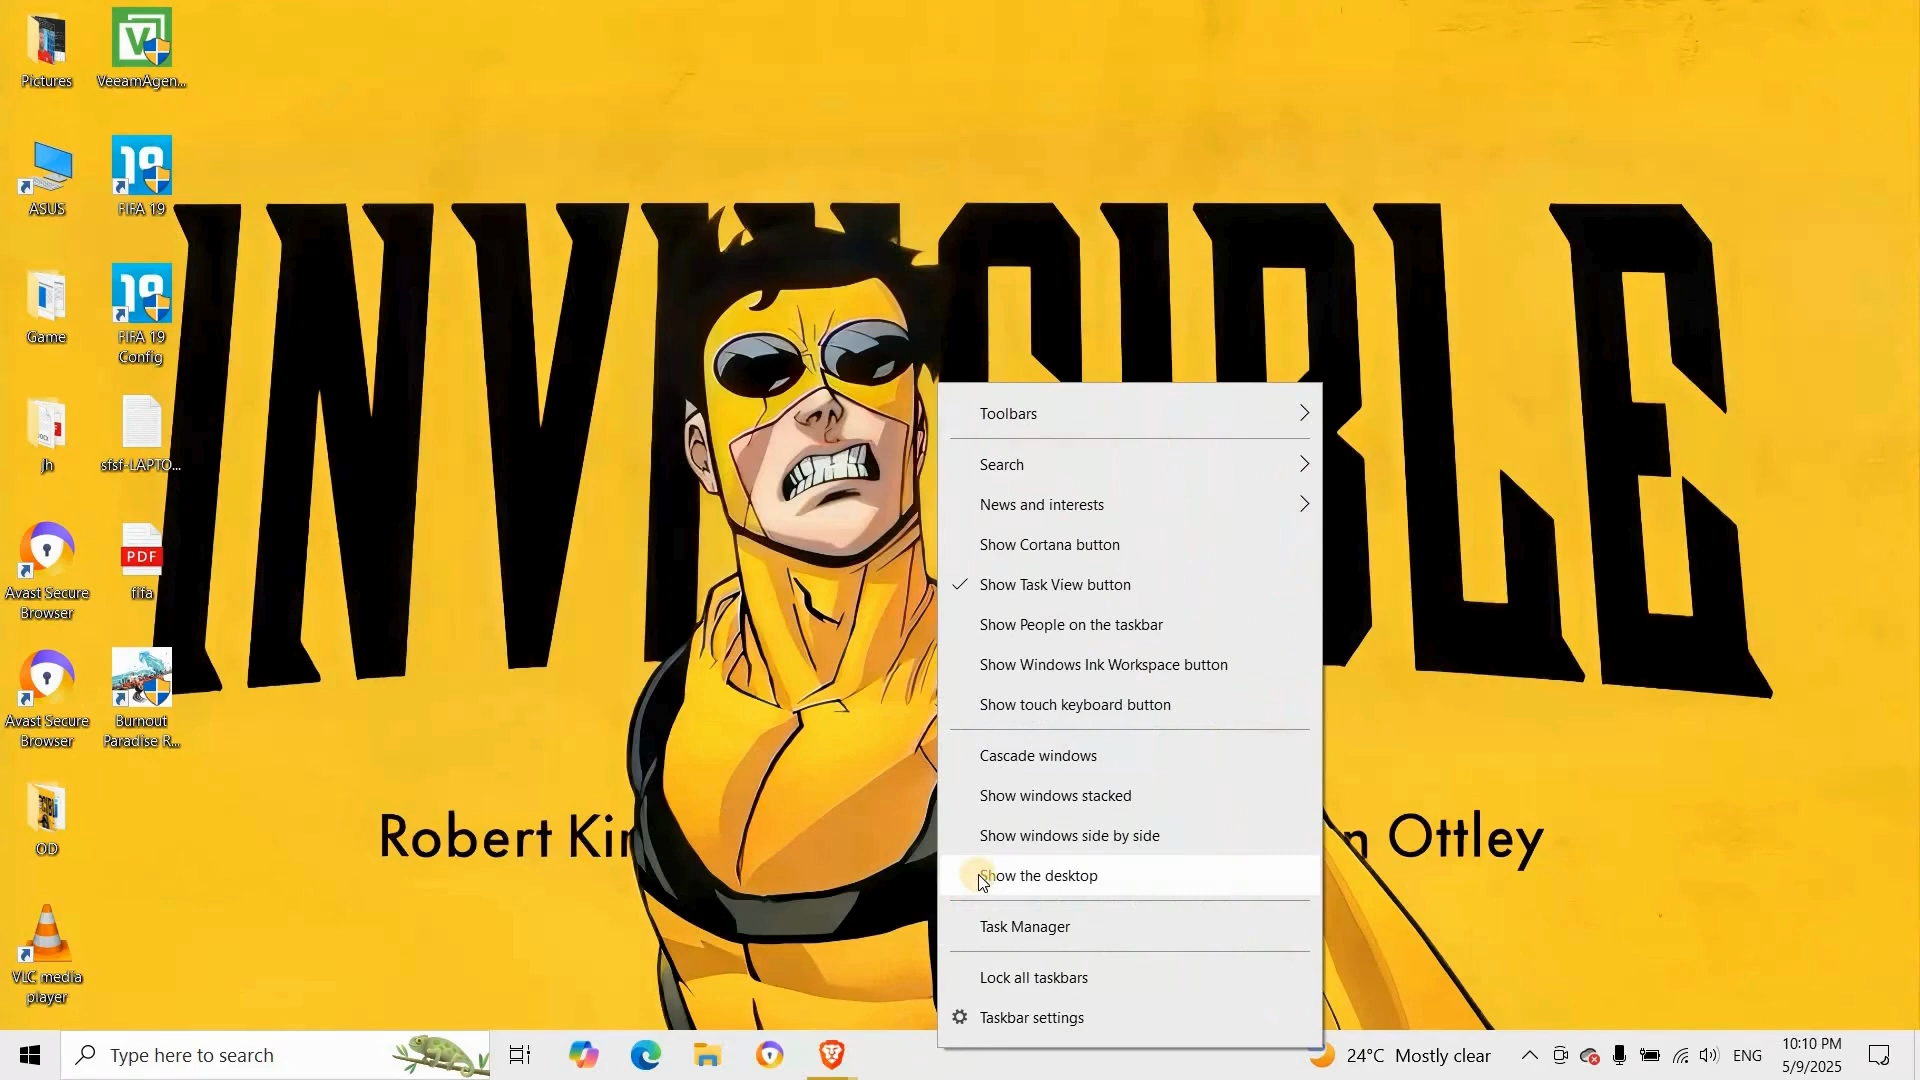 Pictures
VeeamAgen...
ASUS
FIFA 19
Game
FIFA 19
Config
jh
sfsf-LAPTO...
Avast Secure
Browser
PDF
fifa
Avast Secure
Browser
Burnout
Paradise R...
OD
VLC media
player
INVINCIBLE
Robert Kir
n Ottley
Toolbars
Search
News and interests
Show Cortana button
Show Task View button
Show People on the taskbar
Show Windows Ink Workspace button
Show touch keyboard button
Cascade windows
Show windows stacked
Show windows side by side
Show the desktop
Task Manager
Lock all taskbars
Taskbar settings
Type here to search
24°C Mostly clear
ENG
10:10 PM
5/9/2025